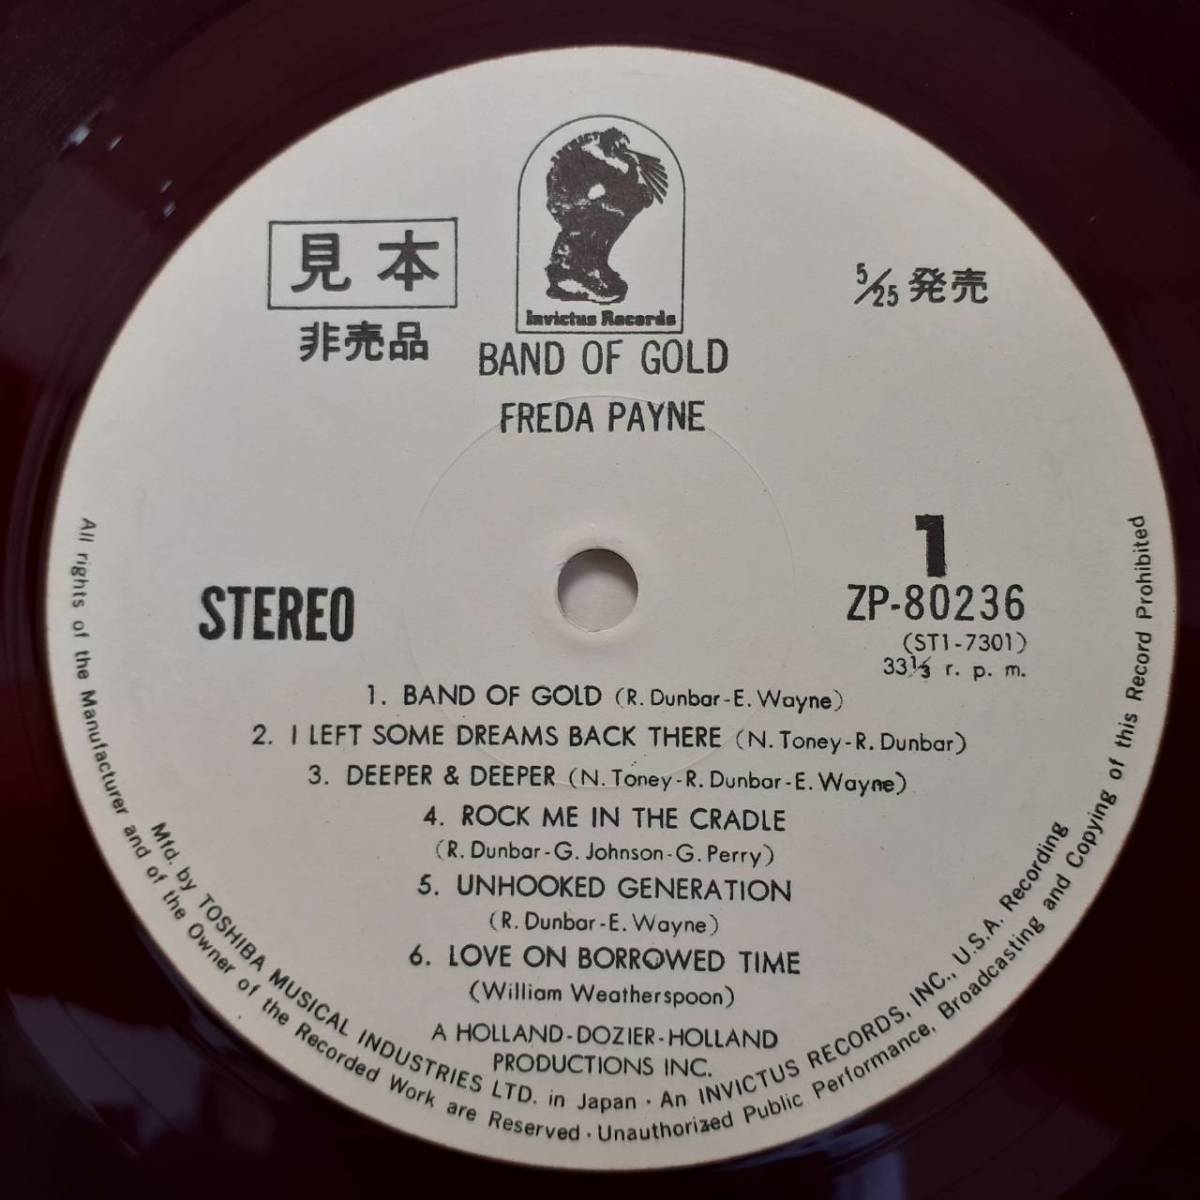 Invictus Records
見本
非売品
5/25 発売
BAND OF GOLD
FREDA PAYNE
STEREO
1
ZP-80236
(ST1-7301)
33⅓ r. p. m.
1. BAND OF GOLD (R. Dunbar-E. Wayne)
2. I LEFT SOME DREAMS BACK THERE (N. Toney-R. Dunbar)
3. DEEPER & DEEPER (N. Toney-R. Dunbar-E. Wayne)
4. ROCK ME IN THE CRADLE
(R. Dunbar-G. Johnson-G. Perry)
5. UNHOOKED GENERATION
(R. Dunbar-E. Wayne)
6. LOVE ON BORROWED TIME
(William Weatherspoon)
A HOLLAND-DOZIER-HOLLAND
PRODUCTIONS INC.
Mfd. by TOSHIBA MUSICAL INDUSTRIES LTD. in Japan · An INVICTUS RECORDS, INC., U.S.A. Recording
All rights of the Manufacturer and of the Owner of the Recorded Work are Reserved · Unauthorized Public Performance, Broadcasting and Copying of this Record Prohibited